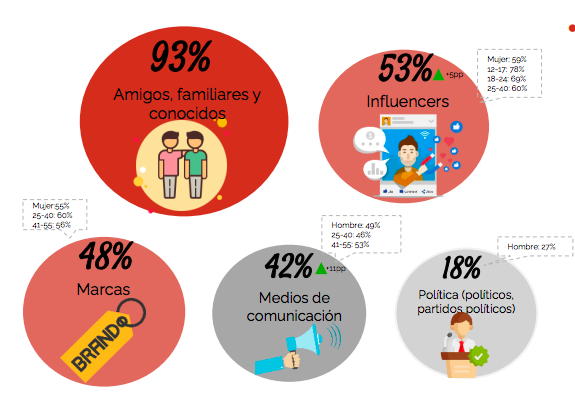 93%
Amigos, familiares y
conocidos
53%
+5pp
Influencers
Mujer: 59%
12-17: 78%
18-24: 69%
25-40: 60%
Mujer:55%
25-40: 60%
41-55: 56%
48%
Marcas
BRAND
Hombre: 49%
25-40: 46%
41-55: 53%
42%
+11pp
Medios de
comunicación
Hombre: 27%
18%
Política (políticos,
partidos políticos)